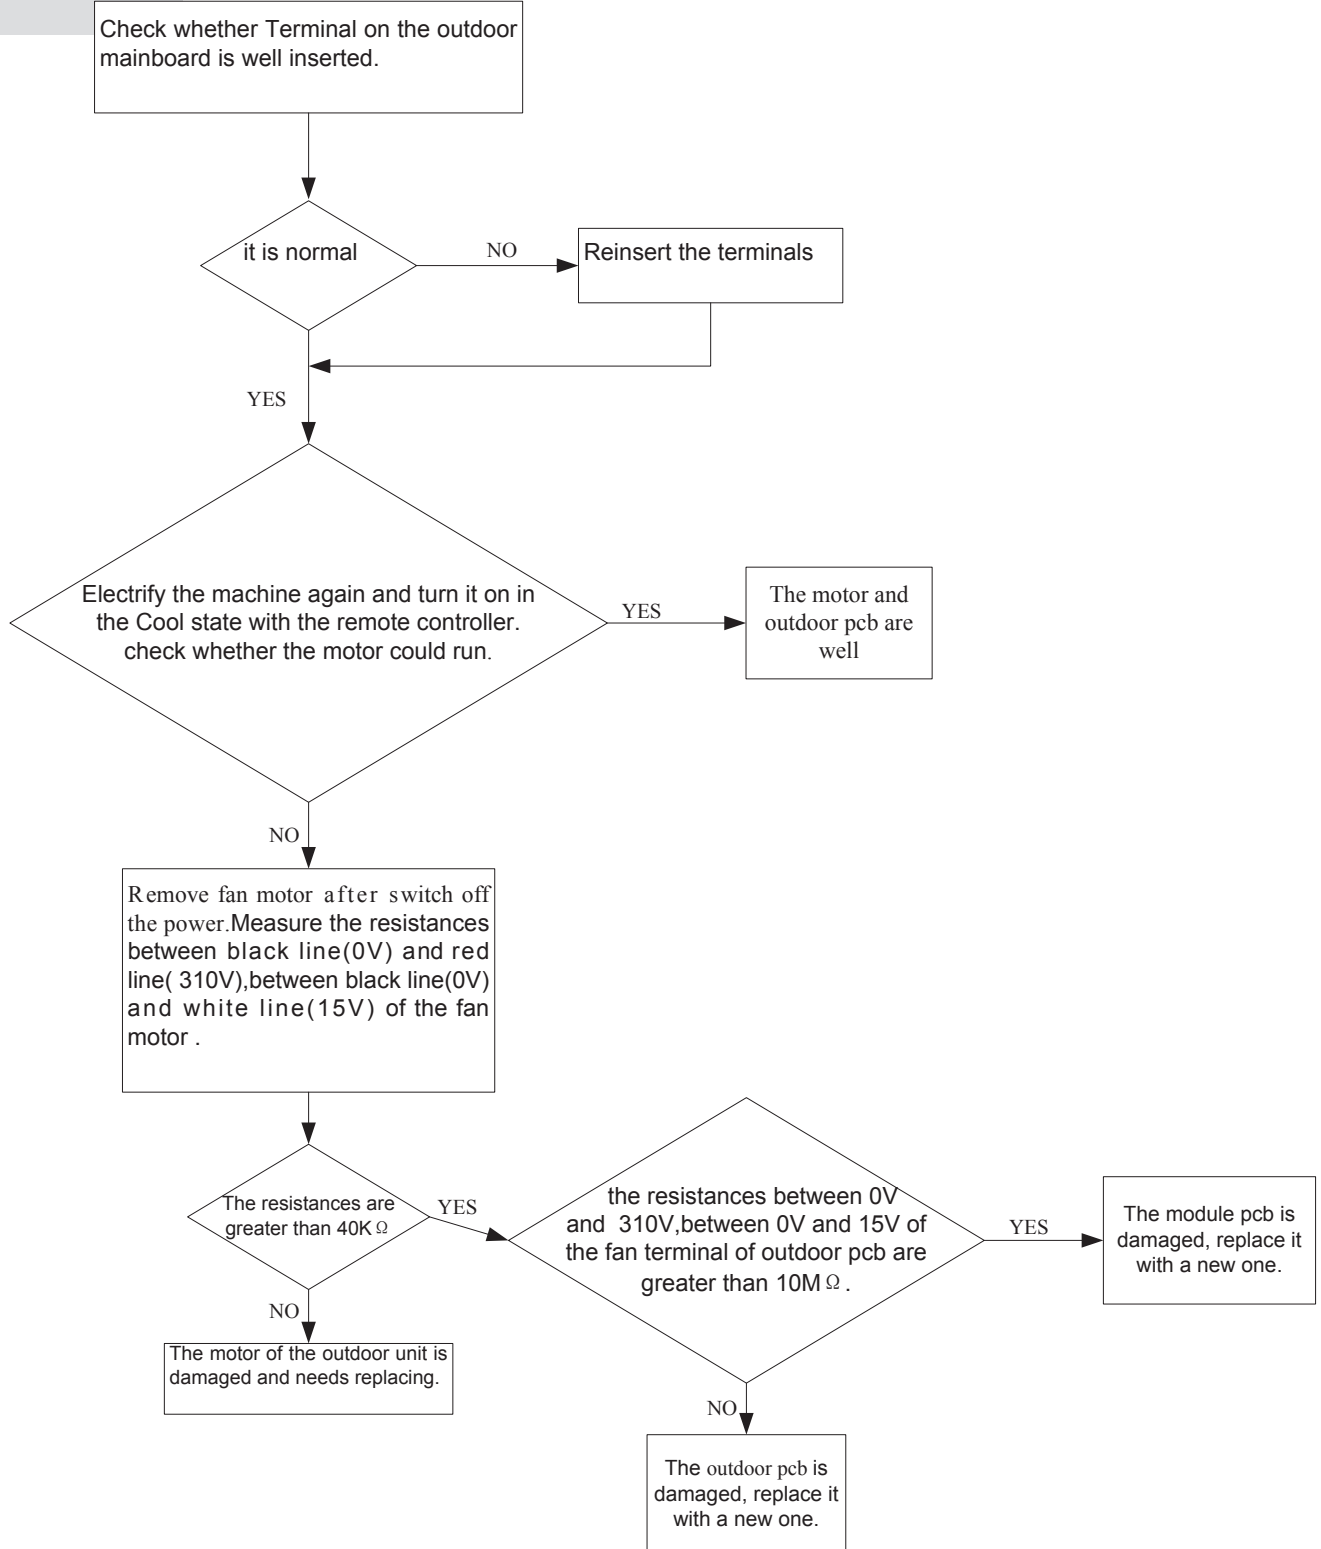 Check whether Terminal on the outdoor
mainboard is well inserted.
it is normal
NO
Reinsert the terminals
YES
Electrify the machine again and turn it on in
the Cool state with the remote controller.
check whether the motor could run.
YES
The motor and
outdoor pcb are
well
NO
Remove fan motor after switch off
the power.Measure the resistances
between black line(0V) and red
line( 310V),between black line(0V)
and white line(15V) of the fan
motor .
The resistances are
greater than 40KΩ
YES
the resistances between 0V
and 310V,between 0V and 15V of
the fan terminal of outdoor pcb are
greater than 10MΩ.
YES
The module pcb is
damaged, replace it
with a new one.
NO
The motor of the outdoor unit is
damaged and needs replacing.
NO
The outdoor pcb is
damaged, replace it
with a new one.